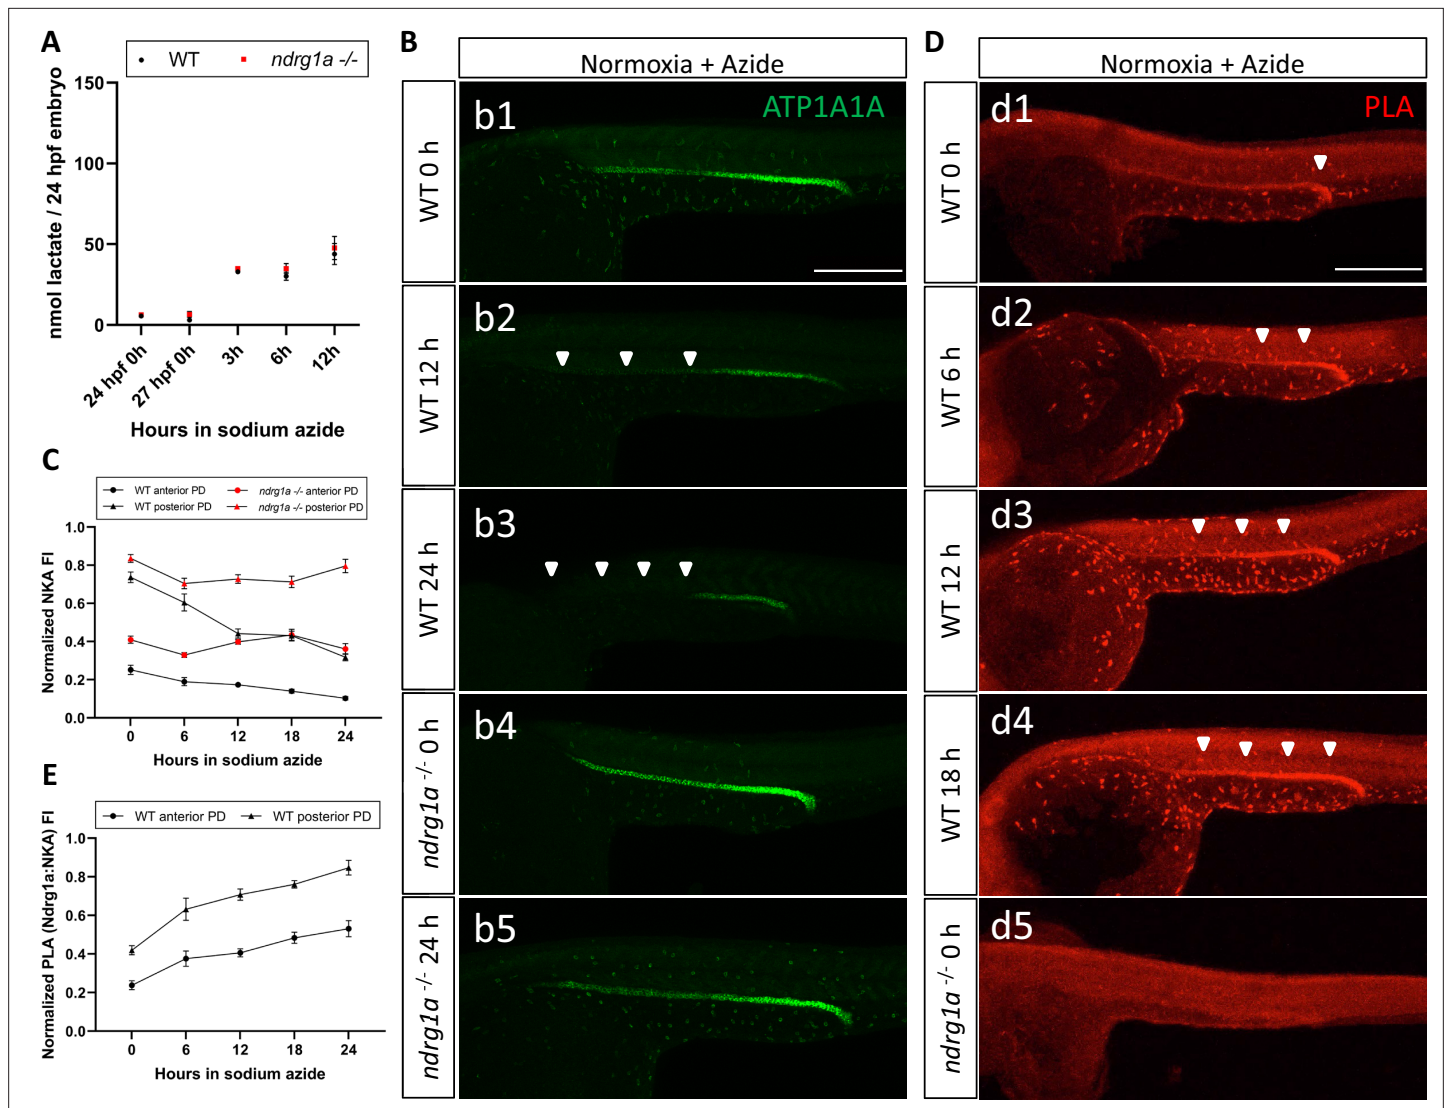 A
WT
ndrg1a -/-
nmol lactate / 24 hpf embryo
150
100
50
0
24 hpf 0h
27 hpf 0h
3h
6h
12h
Hours in sodium azide
B
Normoxia + Azide
WT 0 h
b1
ATP1A1A
WT 12 h
b2
WT 24 h
b3
ndrg1a -/- 0 h
b4
ndrg1a -/- 24 h
b5
C
WT anterior PD
ndrg1a -/- anterior PD
WT posterior PD
ndrg1a -/- posterior PD
Normalized NKA FI
1.0
0.8
0.6
0.4
0.2
0.0
0 6 12 18 24
Hours in sodium azide
D
Normoxia + Azide
WT 0 h
d1
PLA
WT 6 h
d2
WT 12 h
d3
WT 18 h
d4
ndrg1a -/- 0 h
d5
E
WT anterior PD
WT posterior PD
Normalized PLA (Ndrg1a:NKA) FI
1.0
0.8
0.6
0.4
0.2
0.0
0 6 12 18 24
Hours in sodium azide